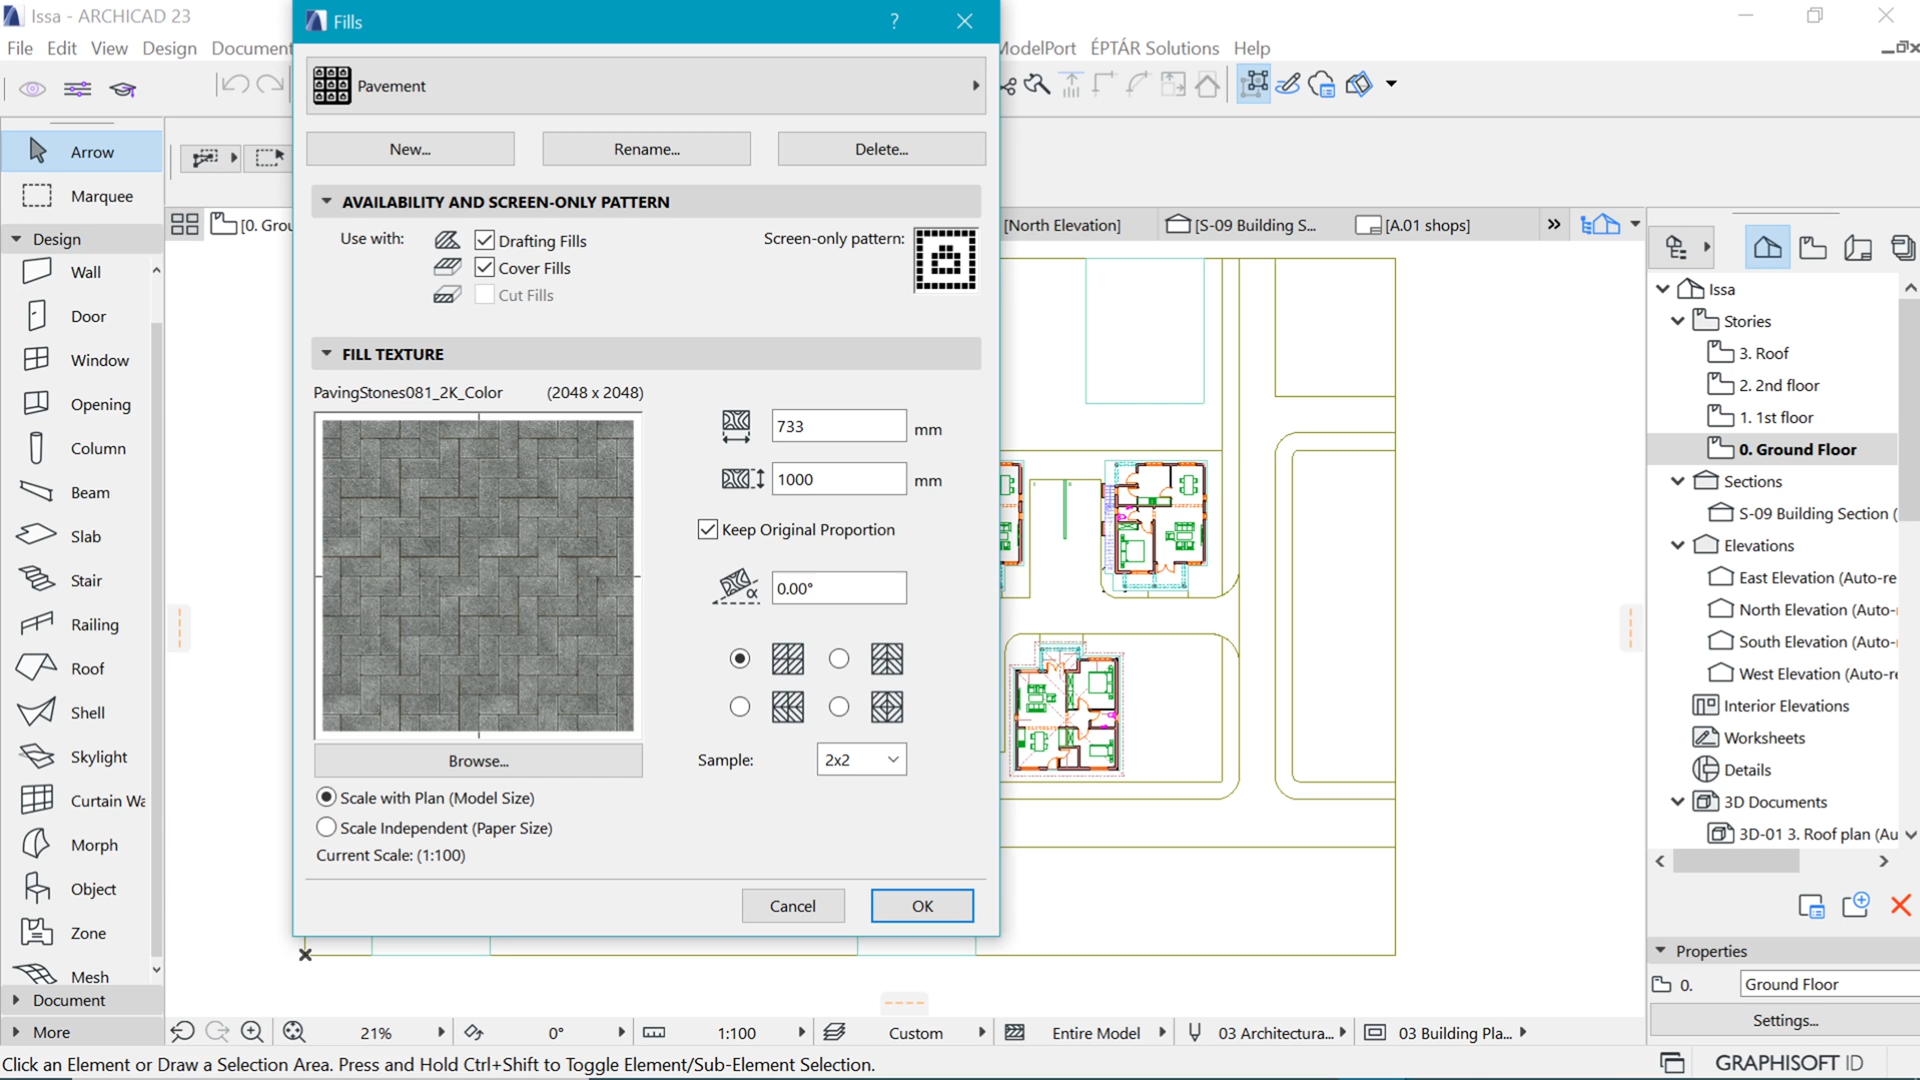 Issa - ARCHICAD 23
File Edit View Design Document
Fills
?
ModelPort ÉPTÁR Solutions Help
Pavement
New...
Rename...
Delete...
AVAILABILITY AND SCREEN-ONLY PATTERN
Use with:
Drafting Fills
Cover Fills
Cut Fills
Screen-only pattern:
FILL TEXTURE
PavingStones081_2K_Color (2048 x 2048)
733 mm
1000 mm
Keep Original Proportion
α
0.00°
Sample: 2x2
Browse...
Scale with Plan (Model Size)
Scale Independent (Paper Size)
Current Scale: (1:100)
Cancel
OK
Arrow
Marquee
Design
Wall
Door
Window
Opening
Column
Beam
Slab
Stair
Railing
Roof
Shell
Skylight
Curtain Wa
Morph
Object
Zone
Mesh
Document
More
[0. Grou
[North Elevation]
[S-09 Building S...
[A.01 shops]
Issa
Stories
3. Roof
2. 2nd floor
1. 1st floor
0. Ground Floor
Sections
S-09 Building Section (
Elevations
East Elevation (Auto-re
North Elevation (Auto-
South Elevation (Auto-
West Elevation (Auto-re
Interior Elevations
Worksheets
Details
3D Documents
3D-01 3. Roof plan (Au
Properties
0. Ground Floor
Settings...
21% 0° 1:100 Custom Entire Model 03 Architectura... 03 Building Pla...
Click an Element or Draw a Selection Area. Press and Hold Ctrl+Shift to Toggle Element/Sub-Element Selection.
GRAPHISOFT ID